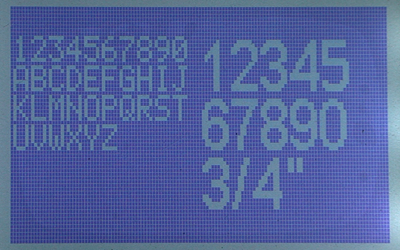 1234567890
ABCDEFGHIJ
KLMNOPQRST
UVWXYZ
12345
67890
3/4"